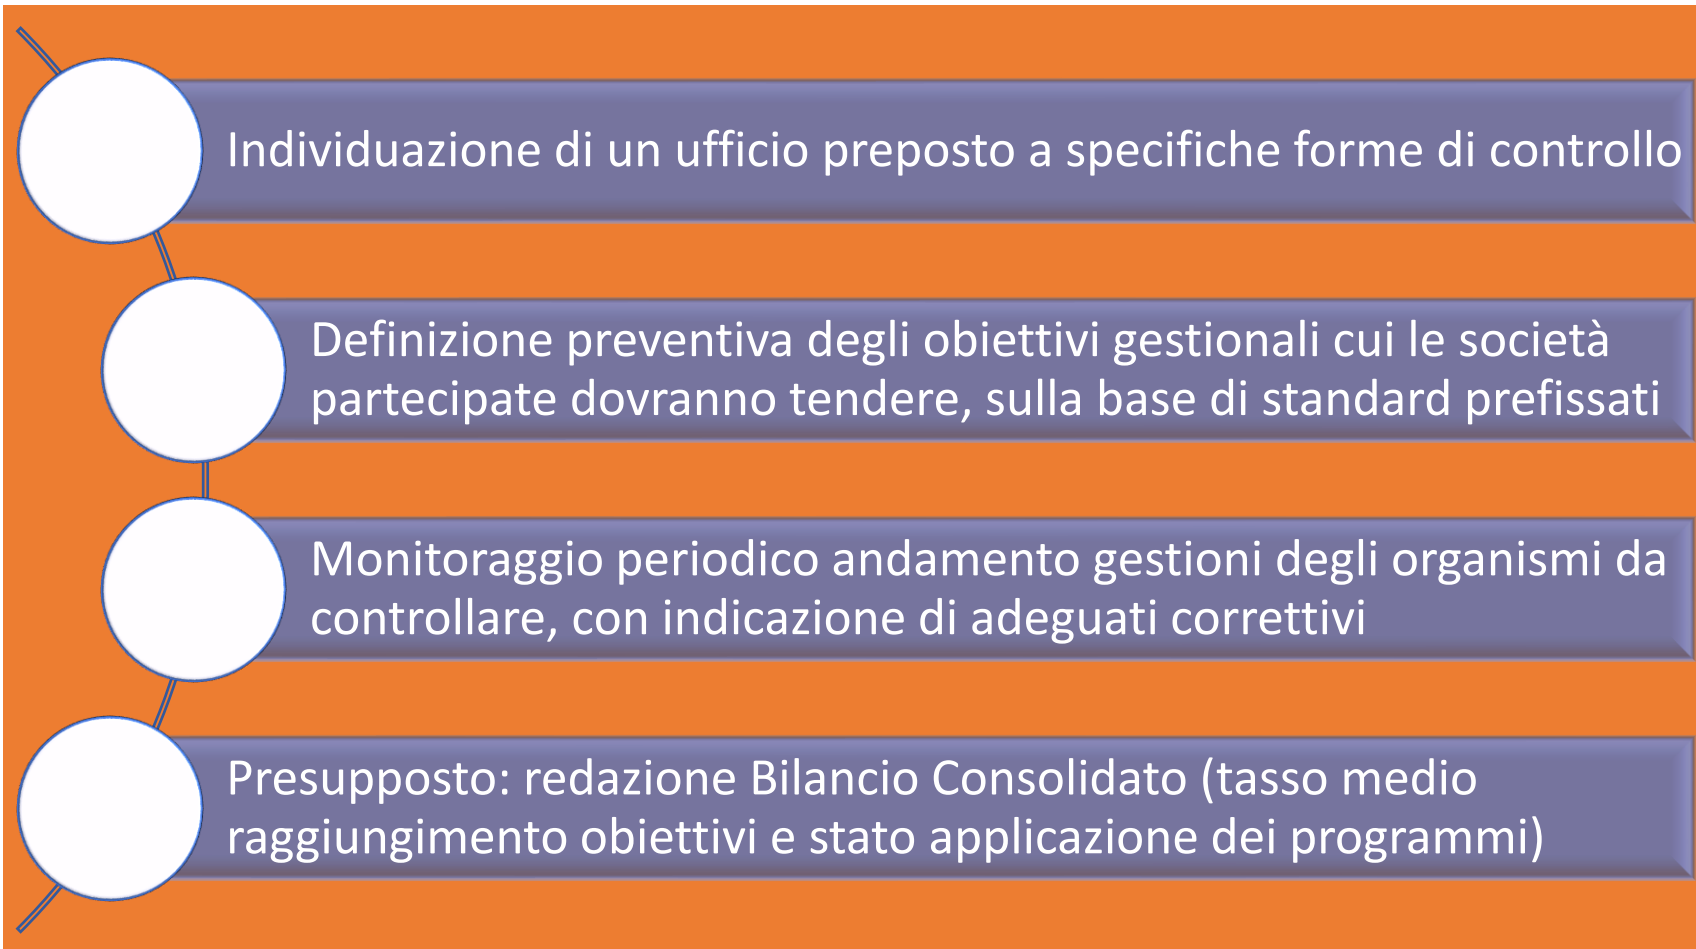 Individuazione di un ufficio preposto a specifiche forme di controllo
Definizione preventiva degli obiettivi gestionali cui le società
partecipate dovranno tendere, sulla base di standard prefissati
Monitoraggio periodico andamento gestioni degli organismi da
controllare, con indicazione di adeguati correttivi
Presupposto: redazione Bilancio Consolidato (tasso medio
raggiungimento obiettivi e stato applicazione dei programmi)